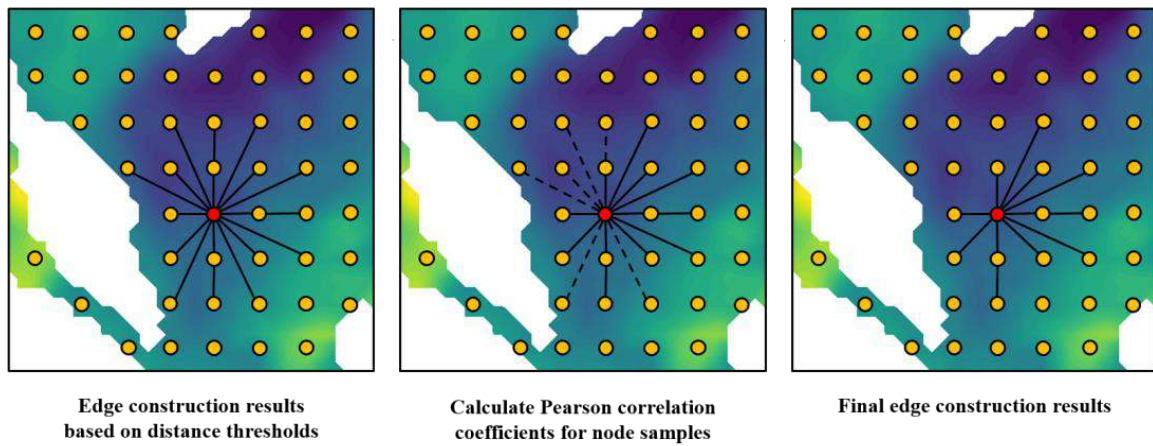 Edge construction results
based on distance thresholds
Calculate Pearson correlation
coefficients for node samples
Final edge construction results